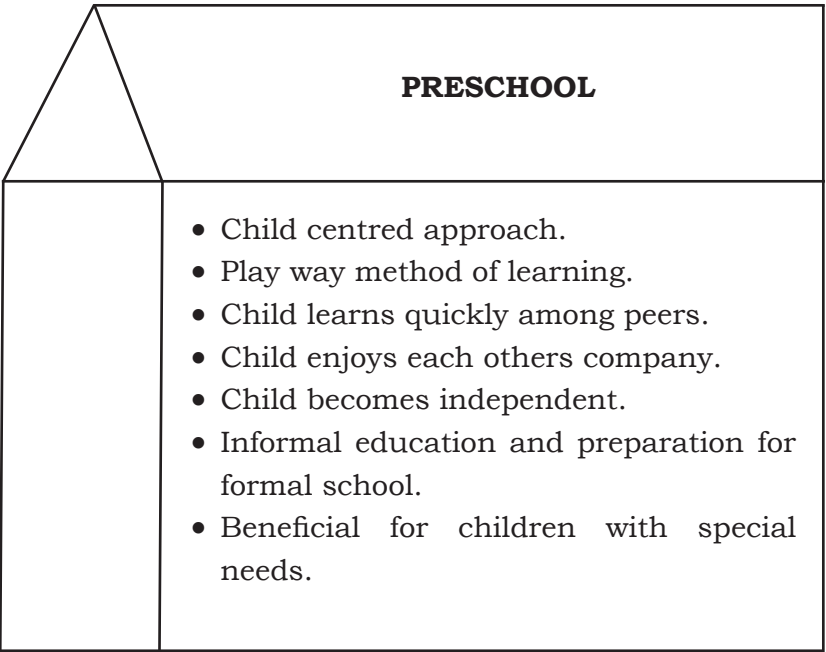 PRESCHOOL
• Child centred approach.
• Play way method of learning.
• Child learns quickly among peers.
• Child enjoys each others company.
• Child becomes independent.
• Informal education and preparation for
formal school.
• Beneficial for children with special
needs.